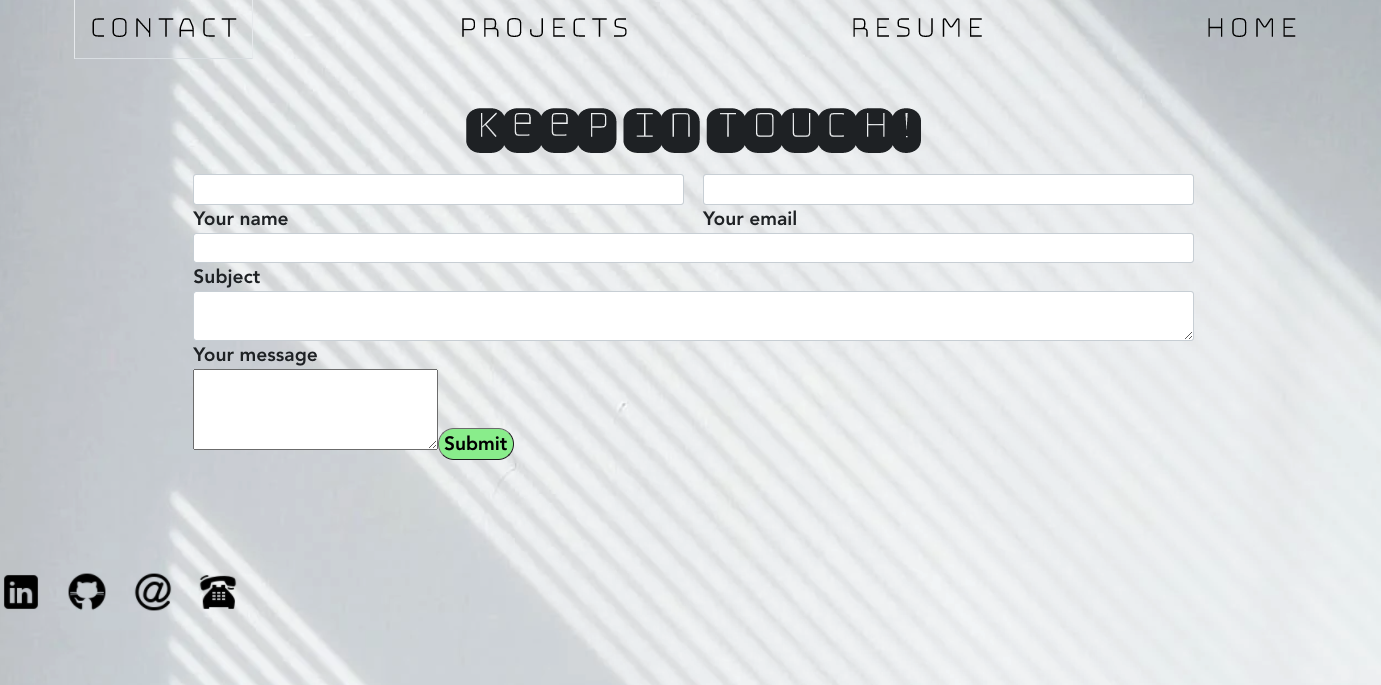 CONTACT PROJECTS RESUME HOME
KeeP In TOUCH!
Your name Your email
Subject
Your message
Submit
in @